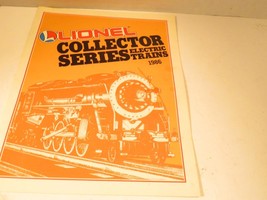 LIONEL
COLLECTOR
SERIES ELECTRIC
TRAINS
1986